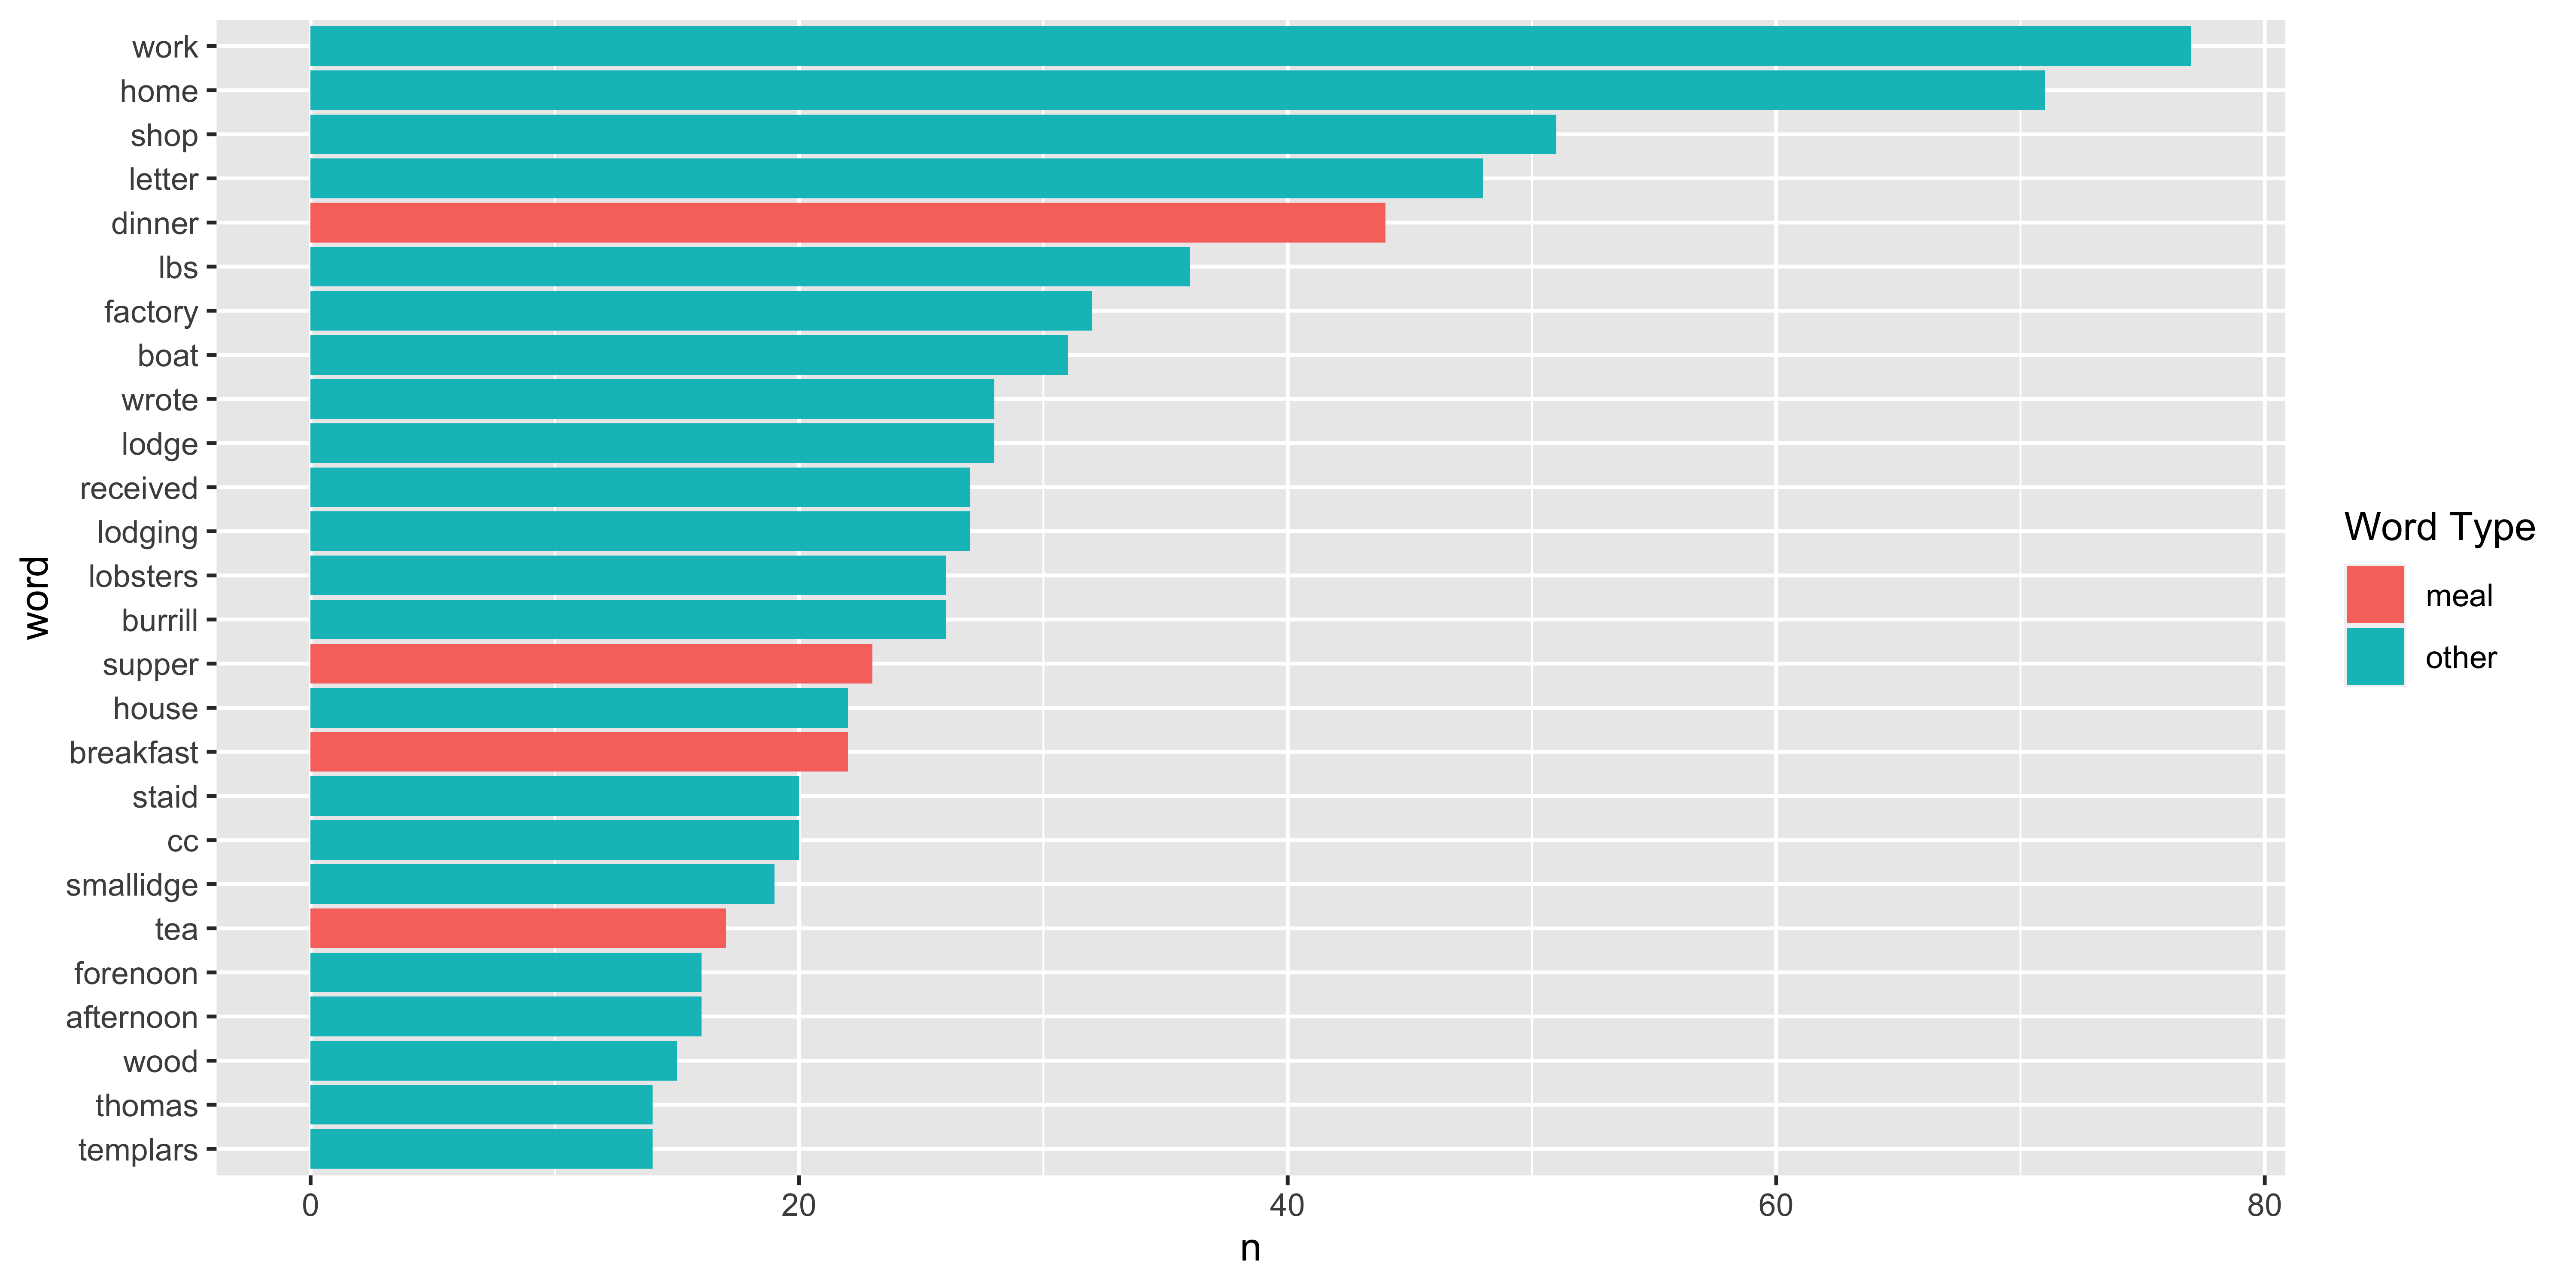 work
home
shop
letter
dinner
lbs
factory
boat
wrote
lodge
received
lodging
lobsters
burrill
supper
house
breakfast
staid
cc
smallidge
tea
forenoon
afternoon
wood
thomas
templars
word
0 20 40 60 80
n
Word Type
meal
other